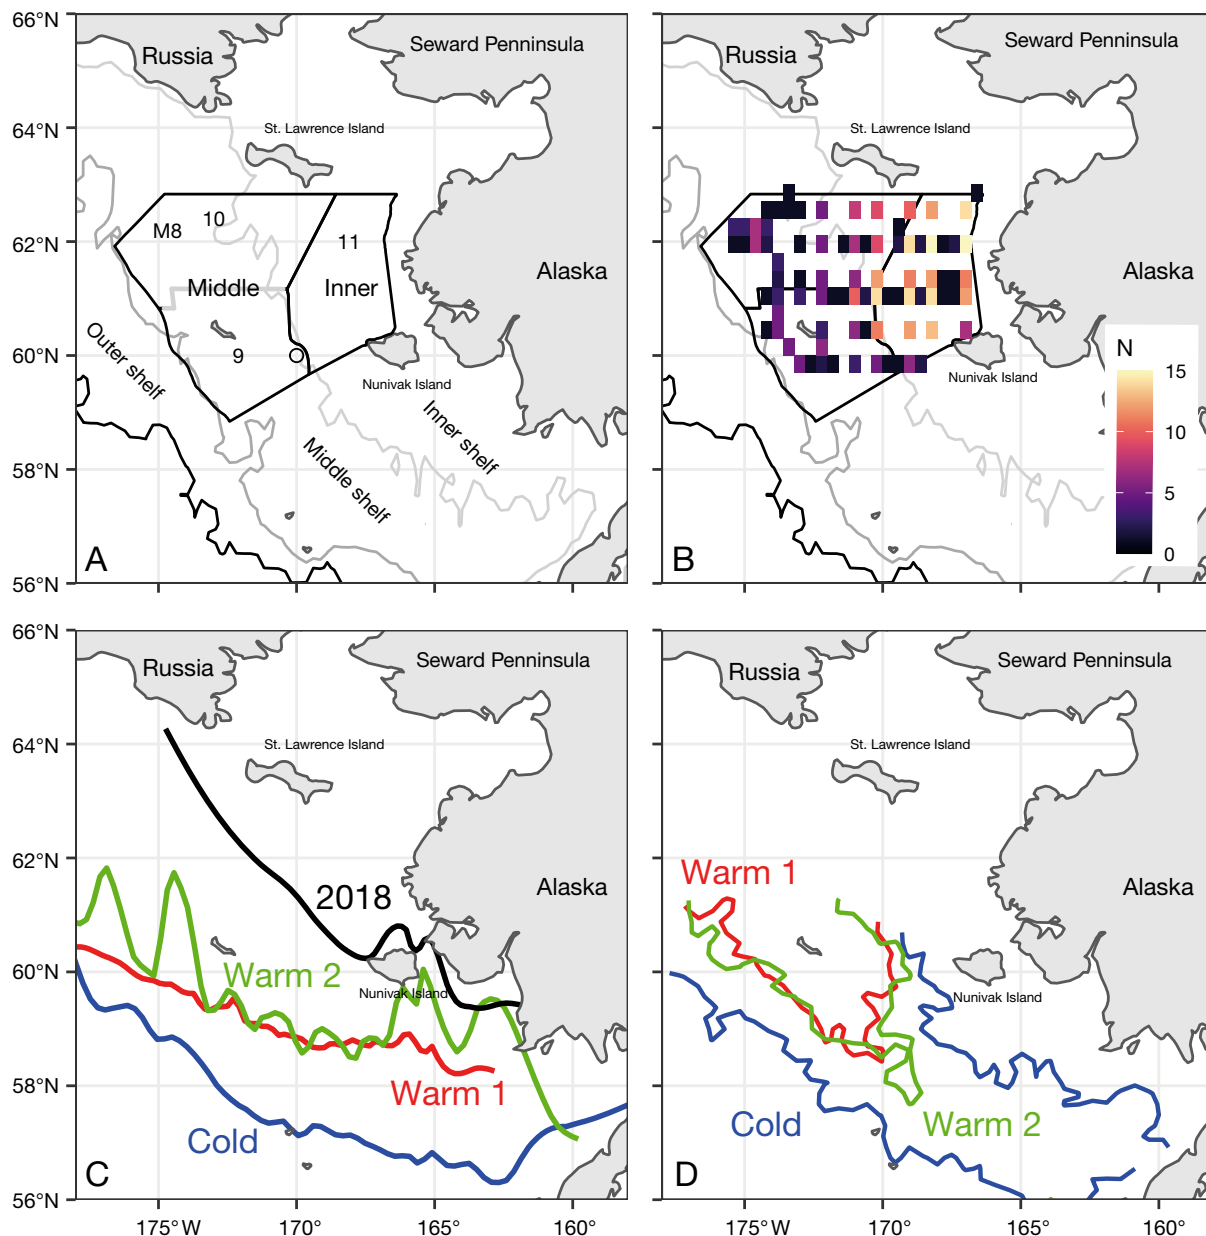 66°N
64°N
62°N
60°N
58°N
56°N
Russia
Seward Penninsula
St. Lawrence Island
M8
10
11
Middle
Inner
Alaska
9
O
Nunivak Island
Outer shelf
Middle shelf
Inner shelf
A
Russia
Seward Penninsula
St. Lawrence Island
Alaska
Nunivak Island
N
15
10
5
0
B
66°N
64°N
62°N
60°N
58°N
56°N
Russia
Seward Penninsula
St. Lawrence Island
2018
Alaska
Warm 2
Nunivak Island
Warm 1
Cold
C
175°W
170°
165°
160°
Russia
Seward Penninsula
St. Lawrence Island
Warm 1
Alaska
Nunivak Island
Cold
Warm 2
D
175°W
170°
165°
160°